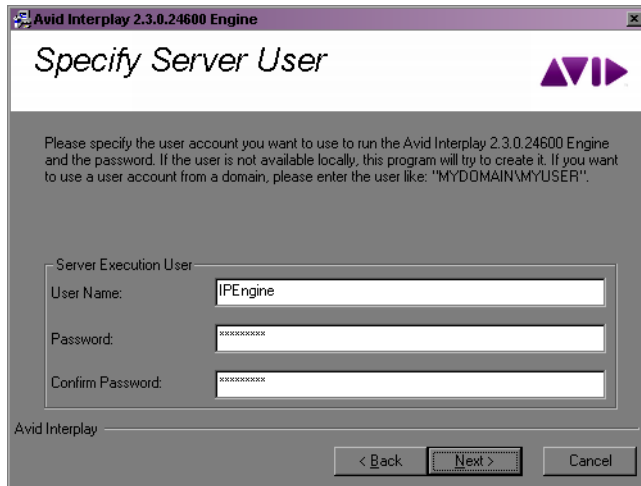 Avid Interplay 2.3.0.24600 Engine
Specify Server User
AVID
Please specify the user account you want to use to run the Avid Interplay 2.3.0.24600 Engine
and the password. If the user is not available locally, this program will try to create it. If you want
to use a user account from a domain, please enter the user like: "MYDOMAIN\MYUSER".
Server Execution User
User Name: IPEngine
Password: xxxxxxxxx
Confirm Password: xxxxxxxxx
Avid Interplay
< Back Next > Cancel